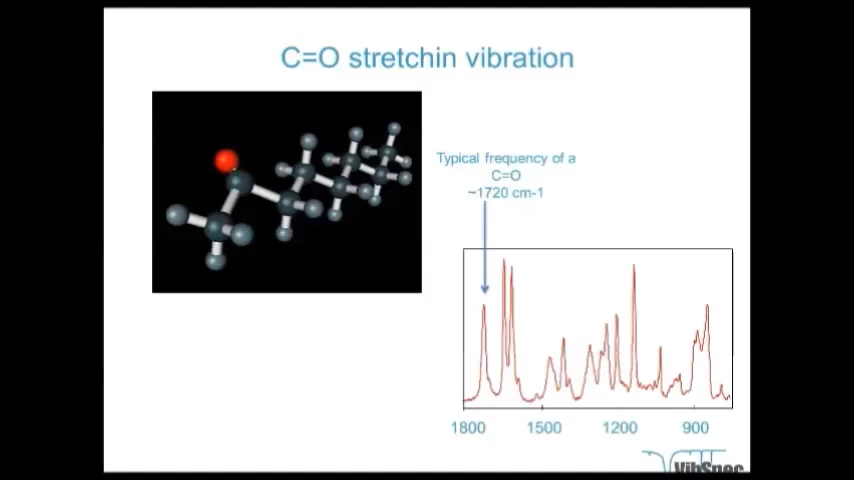 C=O stretchin vibration
Typical frequency of a
C=O
~1720 cm-1
1800 1500 1200 900
VibSpec